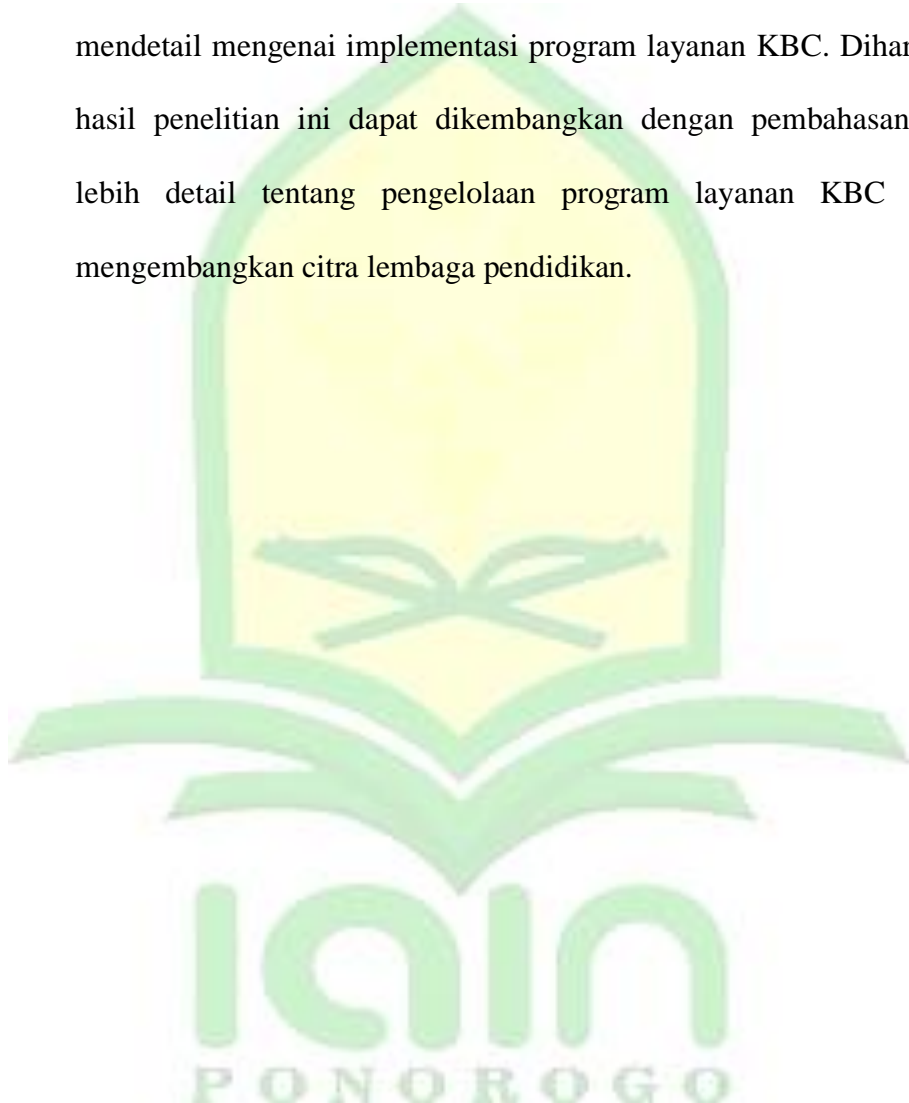 mendetail mengenai implementasi program layanan KBC.
hasil penelitian ini dapat dikembangkan dengan pembahasan
lebih detail tentang pengelolaan program layanan KBC
mengembangkan citra lembaga pendidikan.
iain
PONOROGO